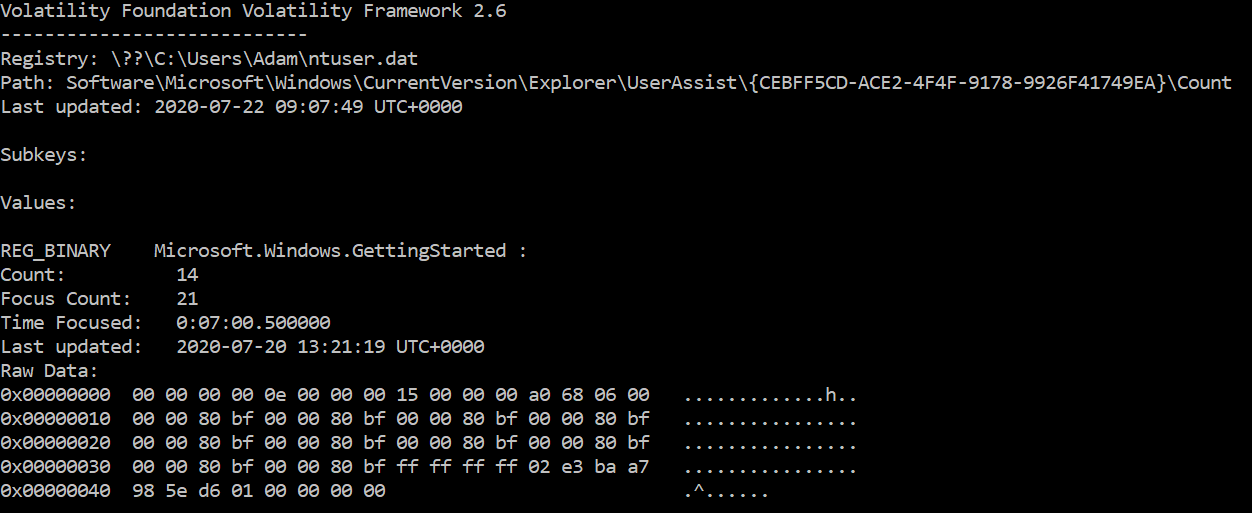 Volatility Foundation Volatility Framework 2.6
----------------------------
Registry: \??\C:\Users\Adam\ntuser.dat
Path: Software\Microsoft\Windows\CurrentVersion\Explorer\UserAssist\{CEBFF5CD-ACE2-4F4F-9178-9926F41749EA}\Count
Last updated: 2020-07-22 09:07:49 UTC+0000
Subkeys:
Values:
REG_BINARY    Microsoft.Windows.GettingStarted :
Count:          14
Focus Count:    21
Time Focused:   0:07:00.500000
Last updated:   2020-07-20 13:21:19 UTC+0000
Raw Data:
0x00000000  00 00 00 00 0e 00 00 00 15 00 00 00 a0 68 06 00   .............h..
0x00000010  00 00 80 bf 00 00 80 bf 00 00 80 bf 00 00 80 bf   ................
0x00000020  00 00 80 bf 00 00 80 bf 00 00 80 bf 00 00 80 bf   ................
0x00000030  00 00 80 bf 00 00 80 bf ff ff ff ff 02 e3 ba a7   ................
0x00000040  98 5e d6 01 00 00 00 00                           .^......